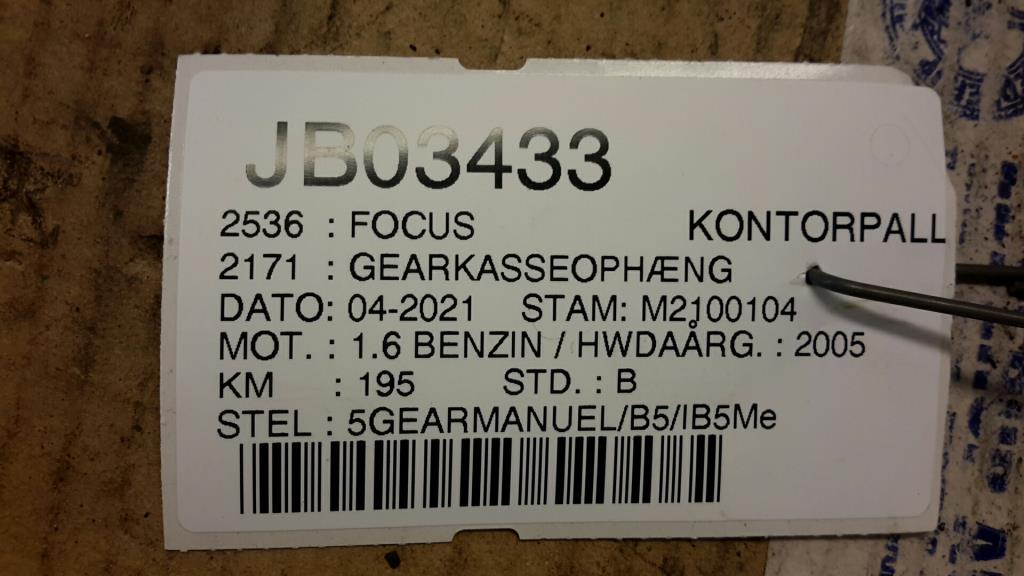 JB03433
2536 : FOCUS KONTORPALL
2171 : GEARKASSEOPHÆNG
DATO: 04-2021 STAM: M2100104
MOT. : 1.6 BENZIN / HWDAÅRG. : 2005
KM : 195 STD. : B
STEL : 5GEARMANUEL/B5/IB5Me